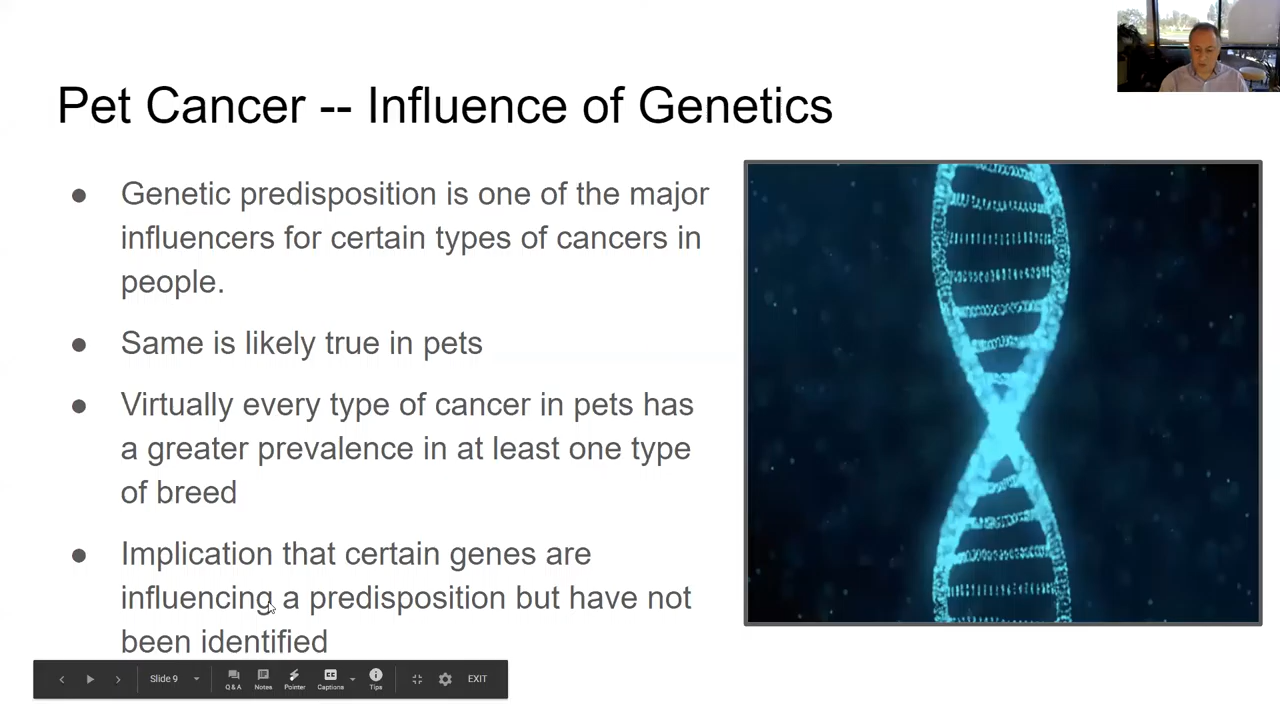 Pet Cancer -- Influence of Genetics
● Genetic predisposition is one of the major
influencers for certain types of cancers in
people.
● Same is likely true in pets
● Virtually every type of cancer in pets has
a greater prevalence in at least one type
of breed
● Implication that certain genes are
influencing a predisposition but have not
been identified
Slide 9
Q&A Notes Pointer Captions Tips EXIT